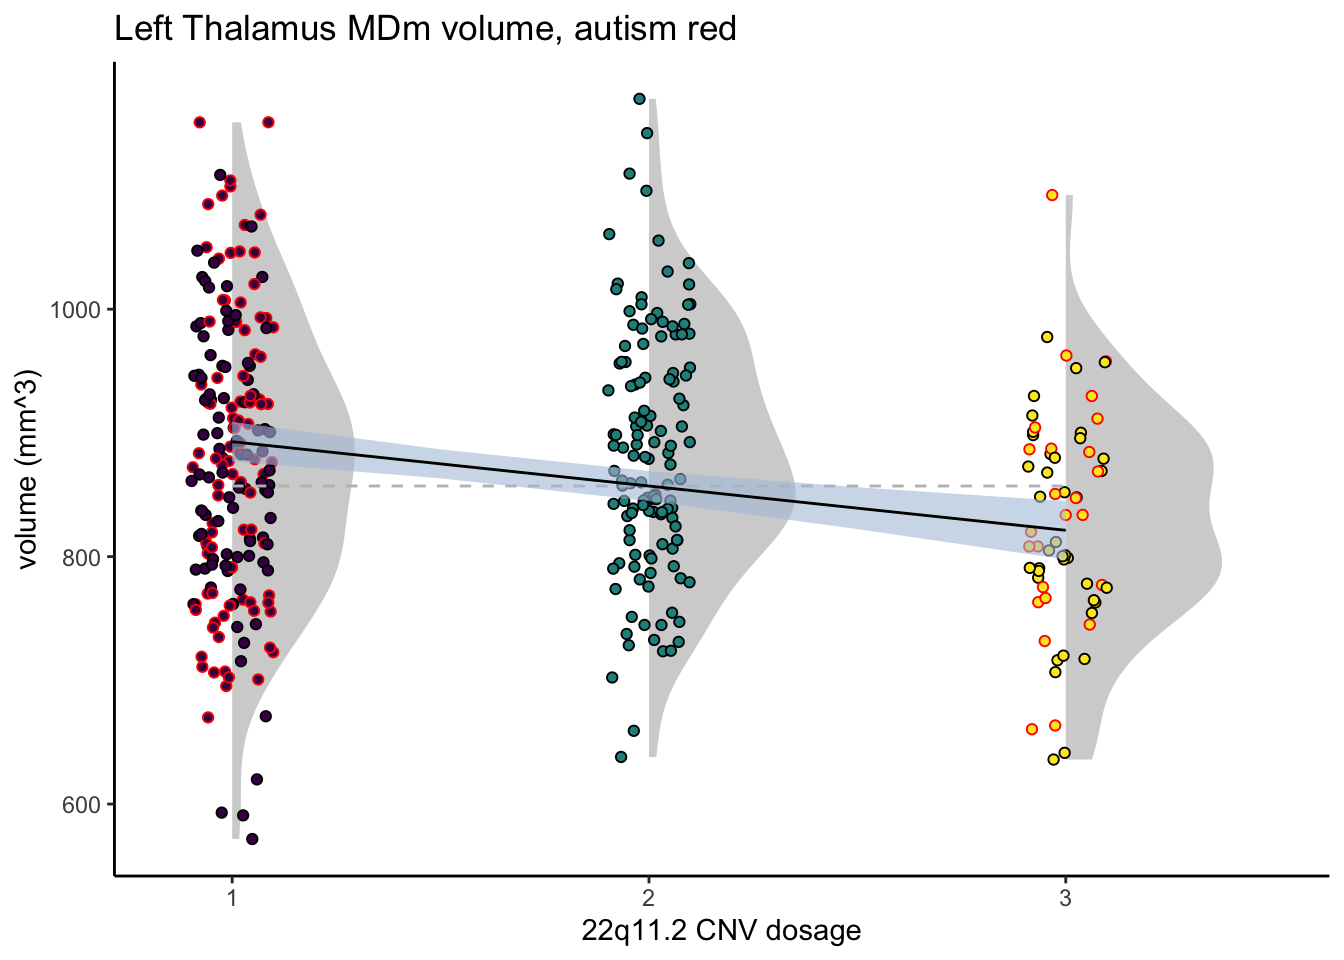 Left Thalamus MDm volume, autism red
volume (mm^3)
1000
800
600
1 2 3
22q11.2 CNV dosage